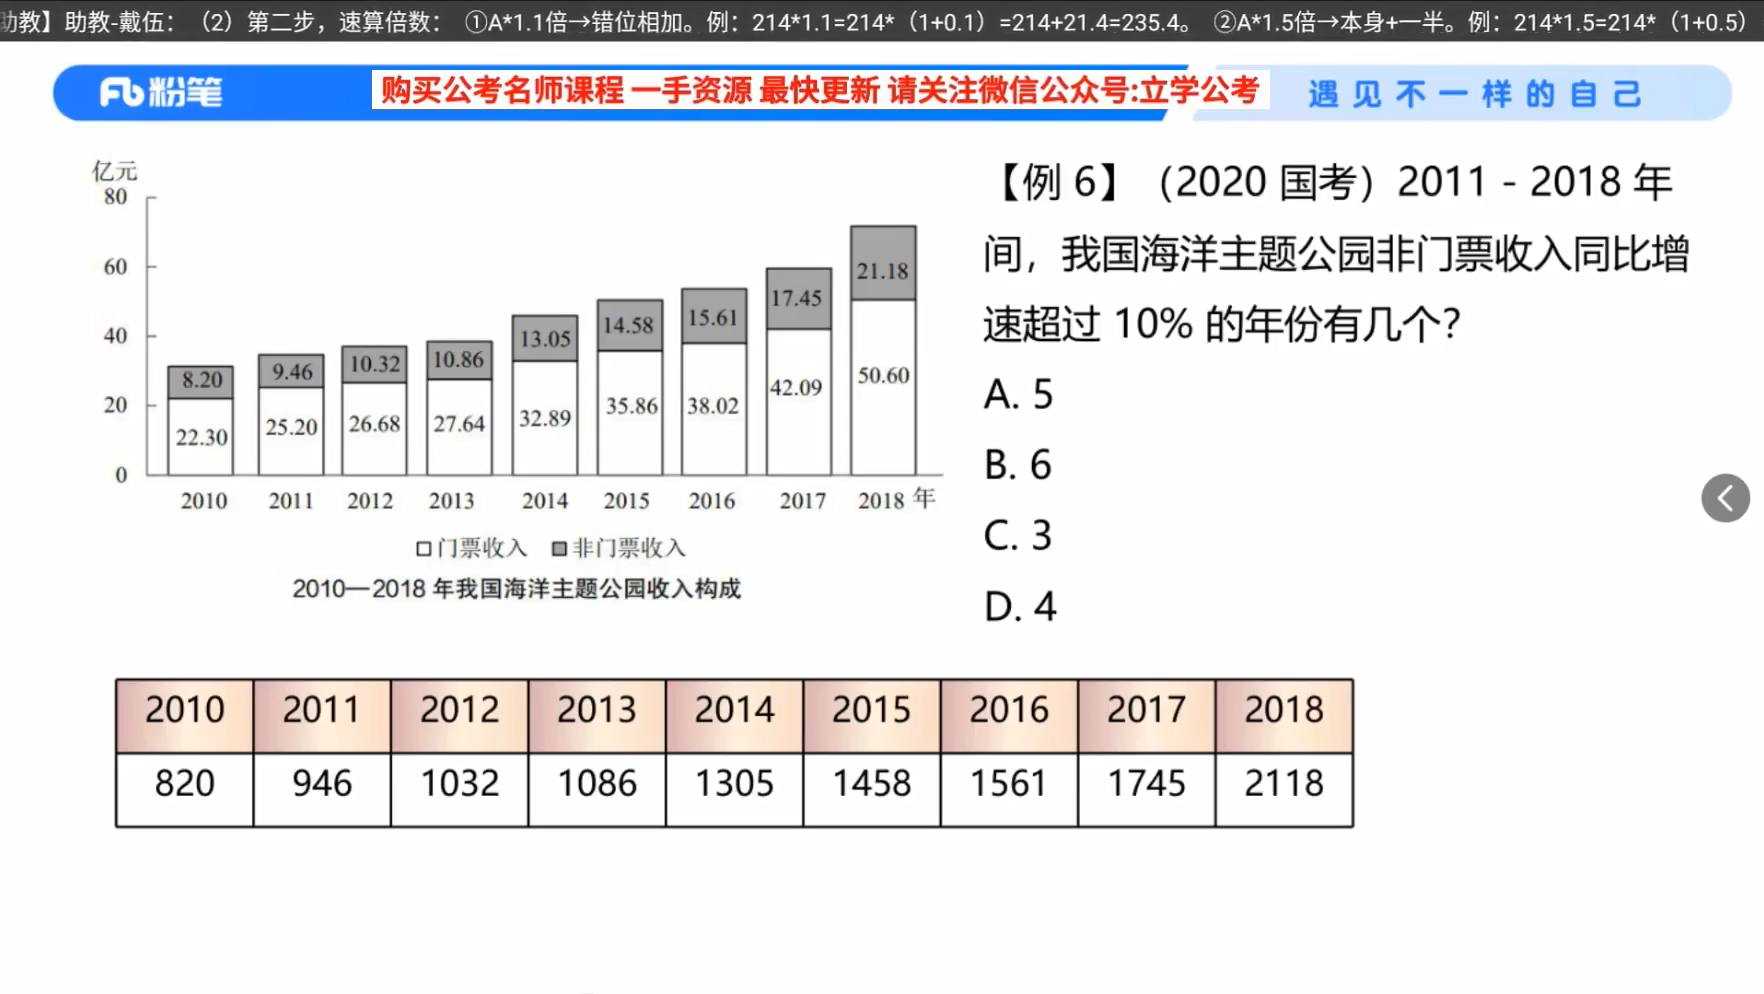 助教】助教-戴伍：（2）第二步，速算倍数： ①A*1.1倍→错位相加。例：214*1.1=214*（1+0.1）=214+21.4=235.4。 ②A*1.5倍→本身+一半。例：214*1.5=214*（1+0.5）
粉笔
购买公考名师课程 一手资源 最快更新 请关注微信公众号:立学公考
遇见不一样的自己
亿元
80
60
40
20
0
8.20 9.46 10.32 10.86 13.05 14.58 15.61 17.45 21.18
22.30 25.20 26.68 27.64 32.89 35.86 38.02 42.09 50.60
2010 2011 2012 2013 2014 2015 2016 2017 2018 年
门票收入 非门票收入
2010—2018 年我国海洋主题公园收入构成
【例 6】（2020 国考）2011 - 2018 年
间，我国海洋主题公园非门票收入同比增
速超过 10% 的年份有几个？
A. 5
B. 6
C. 3
D. 4
2010 2011 2012 2013 2014 2015 2016 2017 2018
820 946 1032 1086 1305 1458 1561 1745 2118